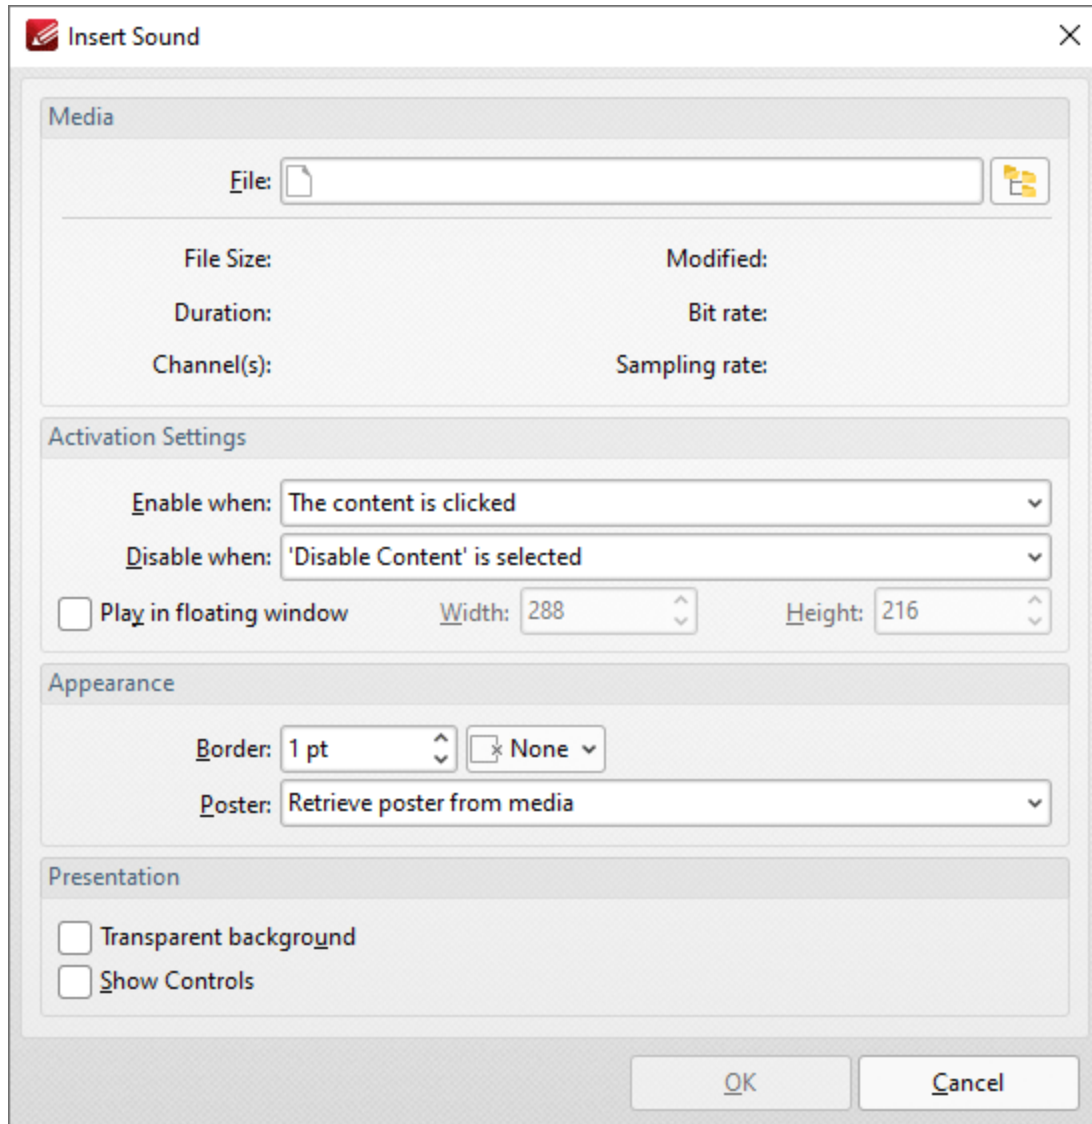 Insert Sound
Media
File:
File Size: Modified:
Duration: Bit rate:
Channel(s): Sampling rate:
Activation Settings
Enable when: The content is clicked
Disable when: 'Disable Content' is selected
Play in floating window Width: 288 Height: 216
Appearance
Border: 1 pt None
Poster: Retrieve poster from media
Presentation
Transparent background
Show Controls
OK Cancel